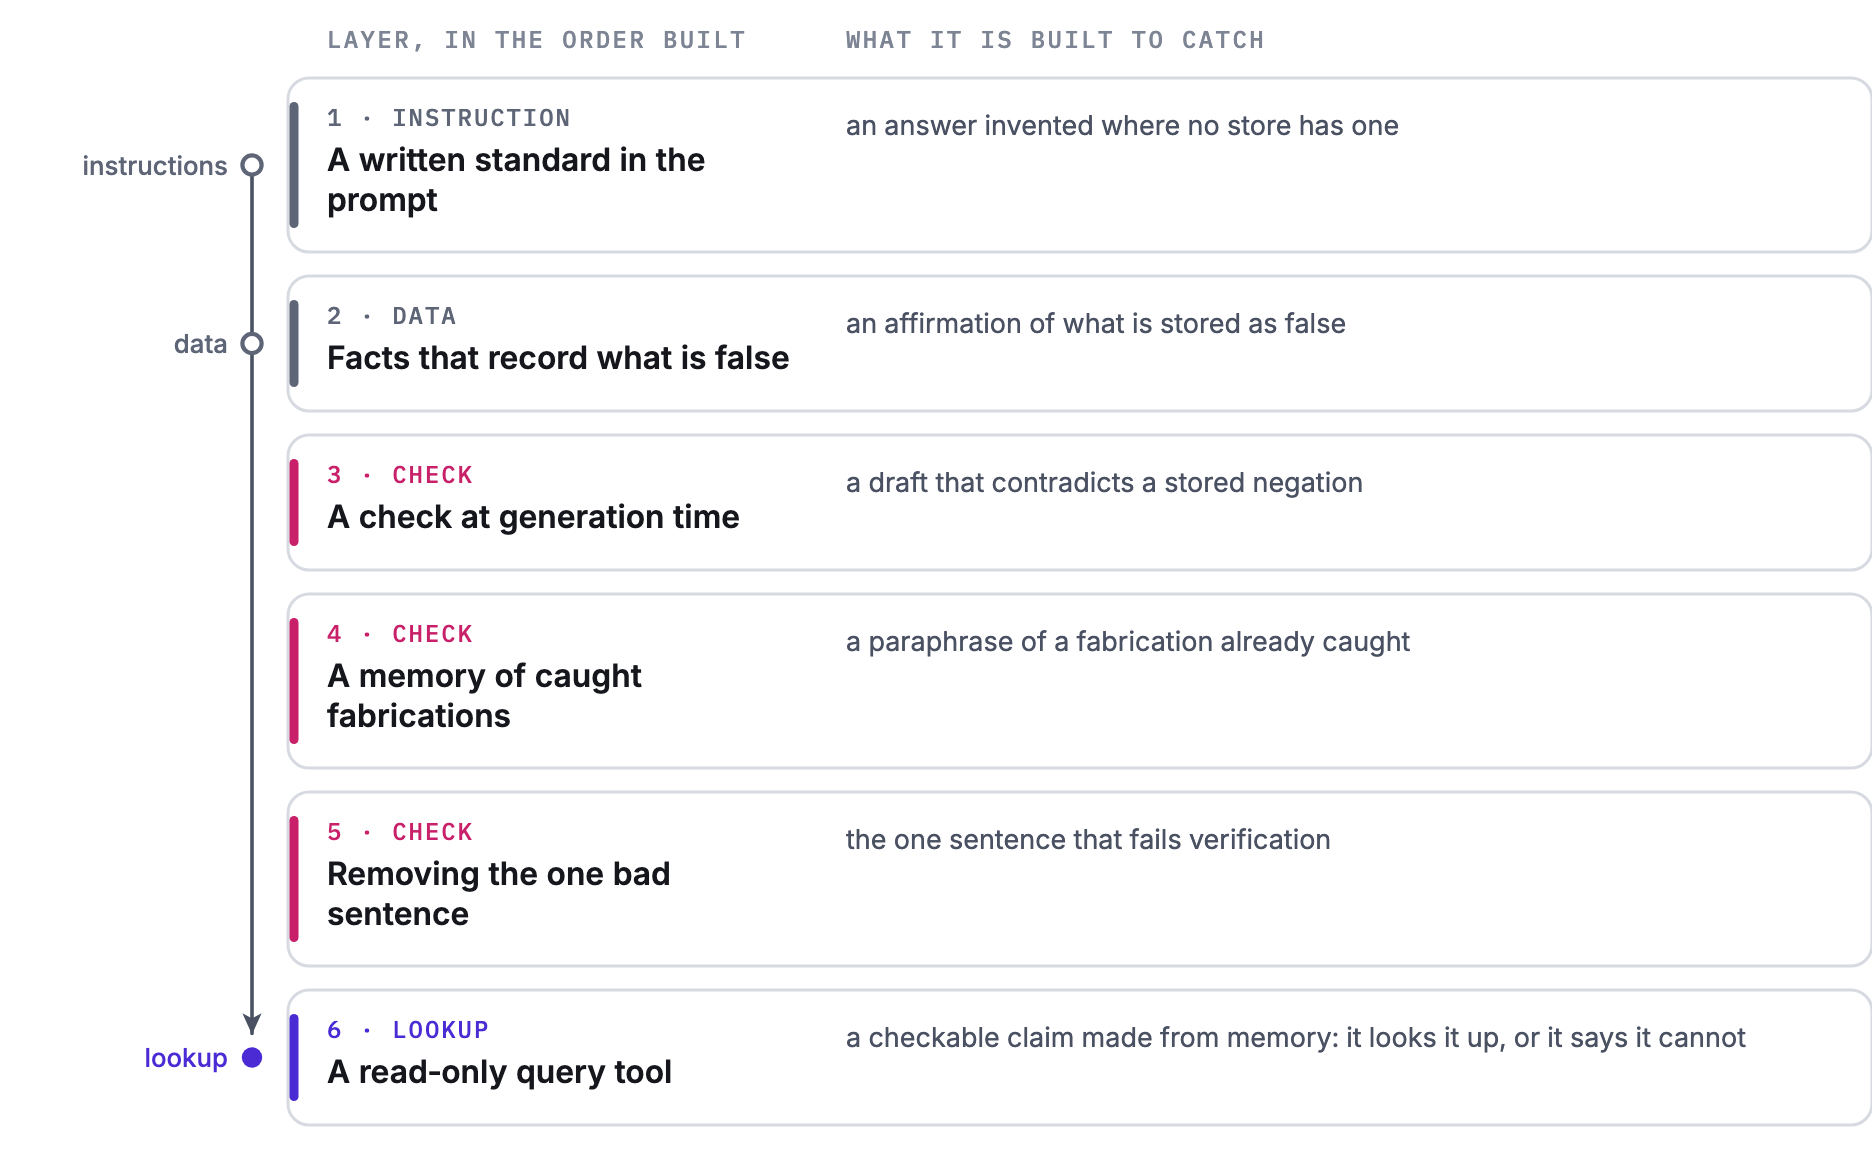 LAYER, IN THE ORDER BUILT
WHAT IT IS BUILT TO CATCH
instructions
1 · INSTRUCTION
A written standard in the
prompt
an answer invented where no store has one
data
2 · DATA
Facts that record what is false
an affirmation of what is stored as false
3 · CHECK
A check at generation time
a draft that contradicts a stored negation
4 · CHECK
A memory of caught
fabrications
a paraphrase of a fabrication already caught
5 · CHECK
Removing the one bad
sentence
the one sentence that fails verification
lookup
6 · LOOKUP
A read-only query tool
a checkable claim made from memory: it looks it up, or it says it cannot